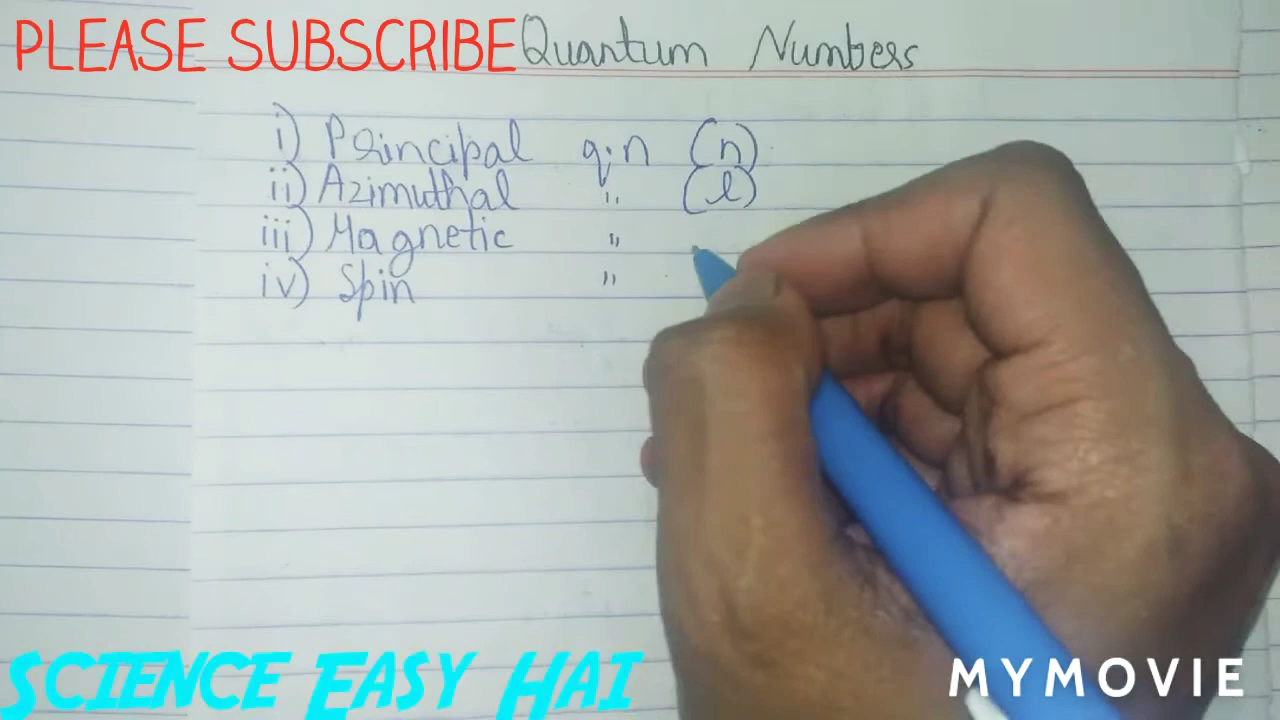 PLEASE SUBSCRIBE Quantum Numbers
i) Principal q.n (n)
ii) Azimuthal " (l)
iii) Magnetic "
iv) Spin "
SCIENCE EASY HAI
MYMOVIE